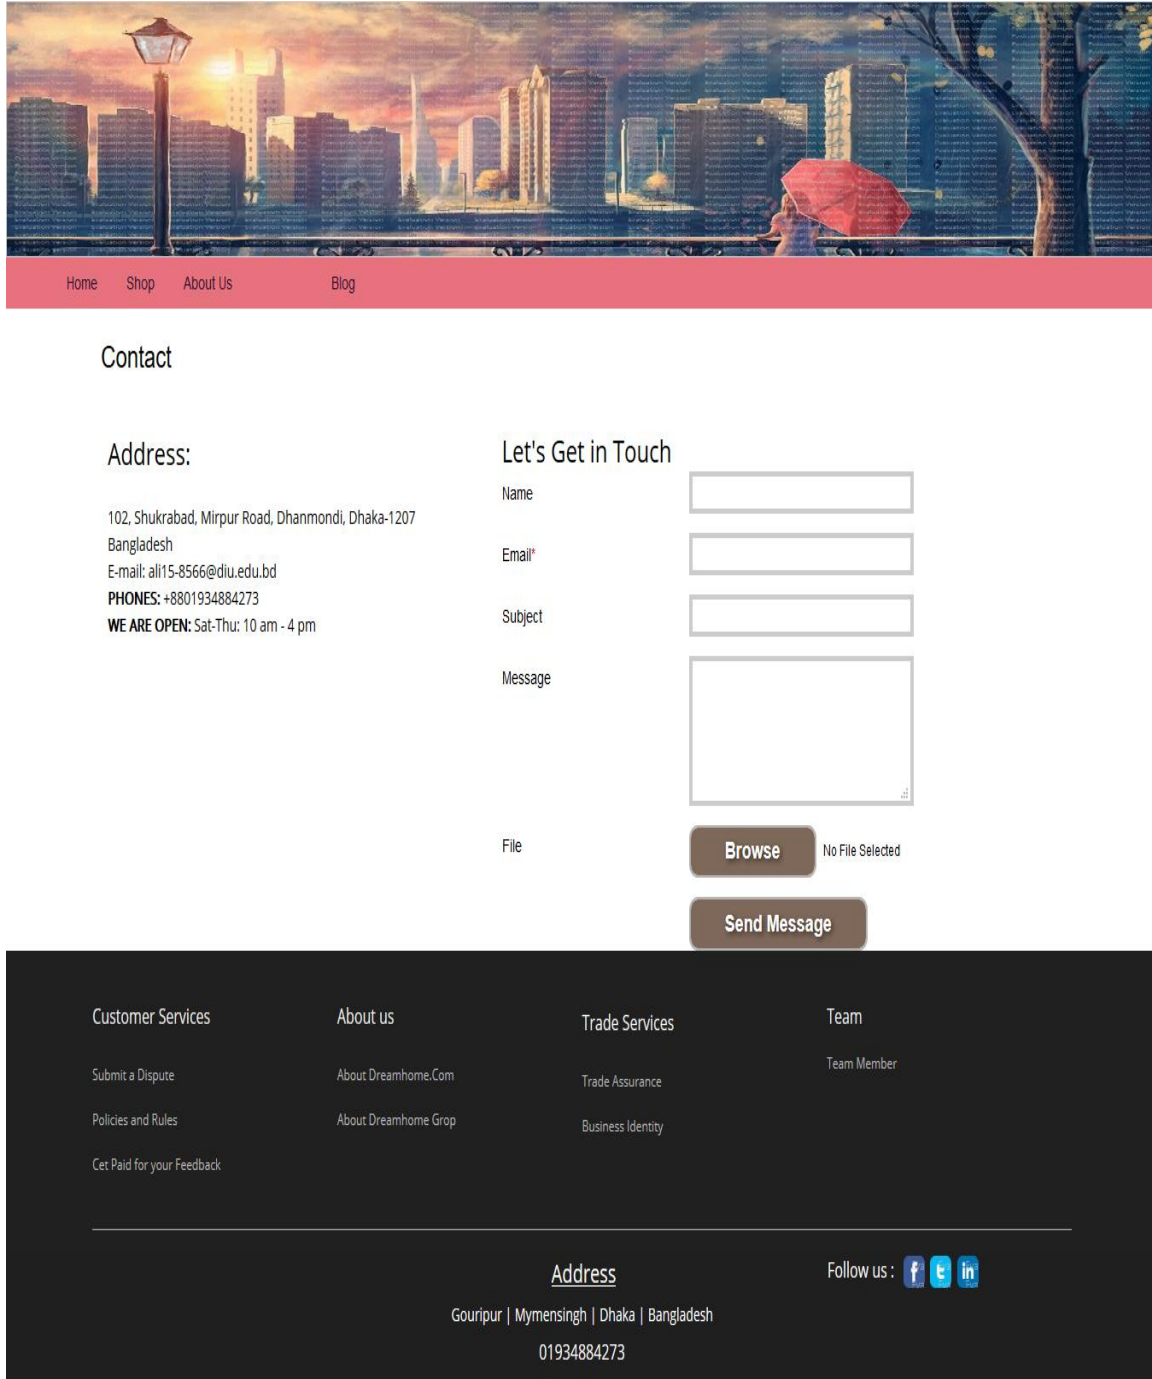 Home Shop About Us Blog
Contact
Address:
102, Shukrabad, Mirpur Road, Dhanmondi, Dhaka-1207
Bangladesh
E-mail: ali15-8566@diu.edu.bd
PHONES: +8801934884273
WE ARE OPEN: Sat-Thu: 10 am - 4 pm
Let's Get in Touch
Name
Email*
Subject
Message
File
Browse No File Selected
Send Message
Customer Services
Submit a Dispute
Policies and Rules
Cet Paid for your Feedback
About us
About Dreamhome.Com
About Dreamhome Grop
Trade Services
Trade Assurance
Business Identity
Team
Team Member
Address
Gouripur | Mymensingh | Dhaka | Bangladesh
01934884273
Follow us : f t in